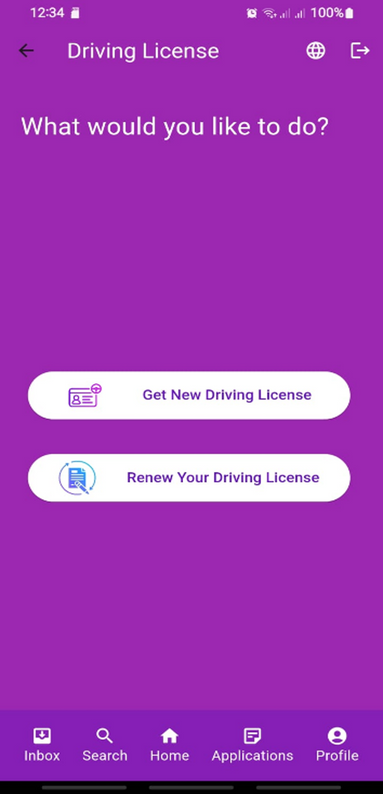 12:34
100%
Driving License
What would you like to do?
Get New Driving License
Renew Your Driving License
Inbox Search Home Applications Profile